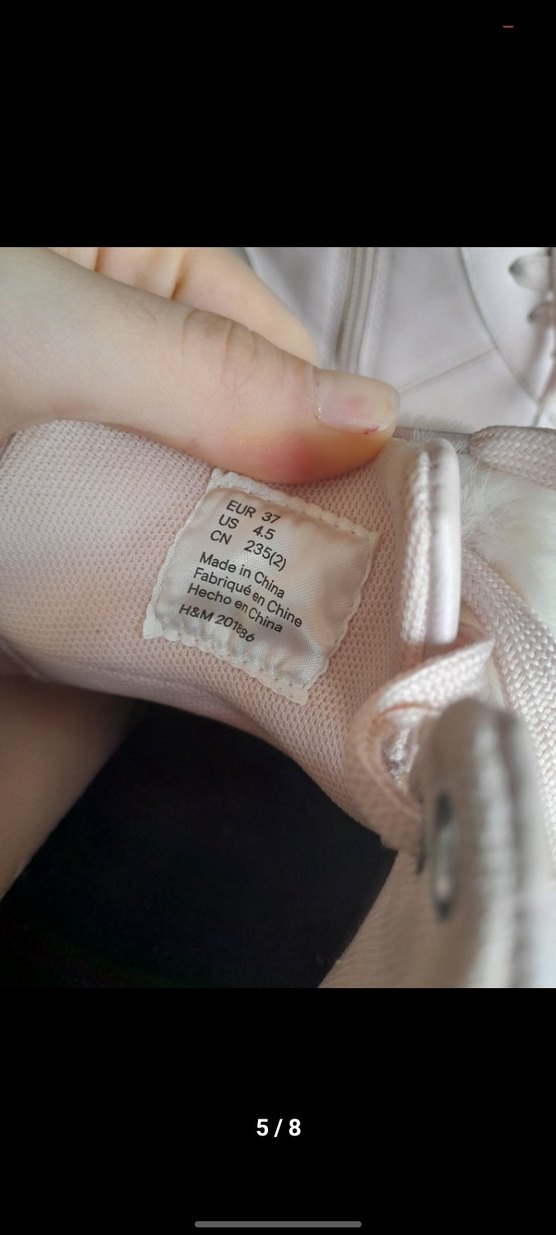 EUR 37
US 4.5
CN 235(2)
Made in China
Fabriqué en Chine
Hecho en China
H&M 201886
5 / 8